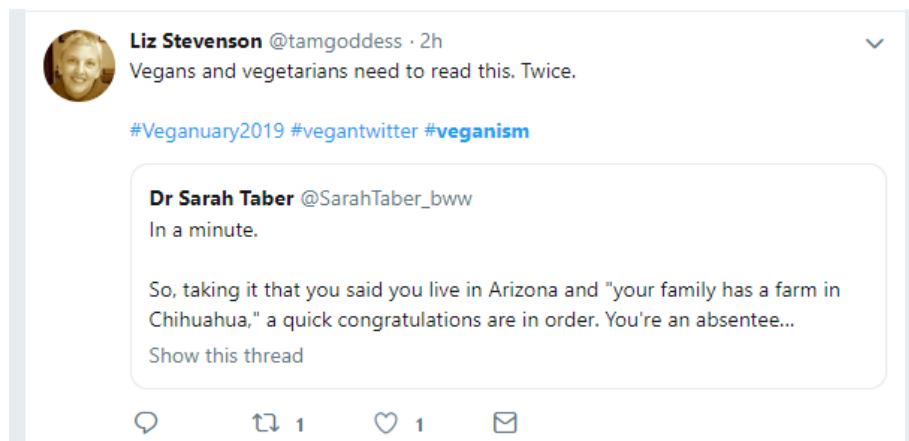 Liz Stevenson @tamgoddess · 2h
Vegans and vegetarians need to read this. Twice.
#Veganuary2019 #vegantwitter #veganism
Dr Sarah Taber @SarahTaber_bww
In a minute.
So, taking it that you said you live in Arizona and "your family has a farm in
Chihuahua," a quick congratulations are in order. You're an absentee...
Show this thread
1 1